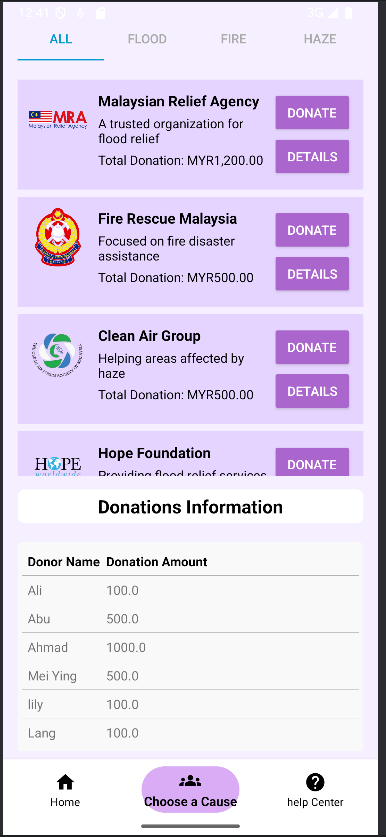 12:41 3G
ALL FLOOD FIRE HAZE
MRA
Malaysian Relief Agency
Malaysian Relief Agency
A trusted organization for
flood relief
Total Donation: MYR1,200.00
DONATE
DETAILS
Fire Rescue Malaysia
Focused on fire disaster
assistance
Total Donation: MYR500.00
DONATE
DETAILS
Clean Air Group
Helping areas affected by
haze
Total Donation: MYR500.00
DONATE
DETAILS
HOPE
worldwide
Hope Foundation
Providing flood relief services
DONATE
Donations Information
Donor Name Donation Amount
Ali 100.0
Abu 500.0
Ahmad 1000.0
Mei Ying 500.0
lily 100.0
Lang 100.0
Home Choose a Cause help Center